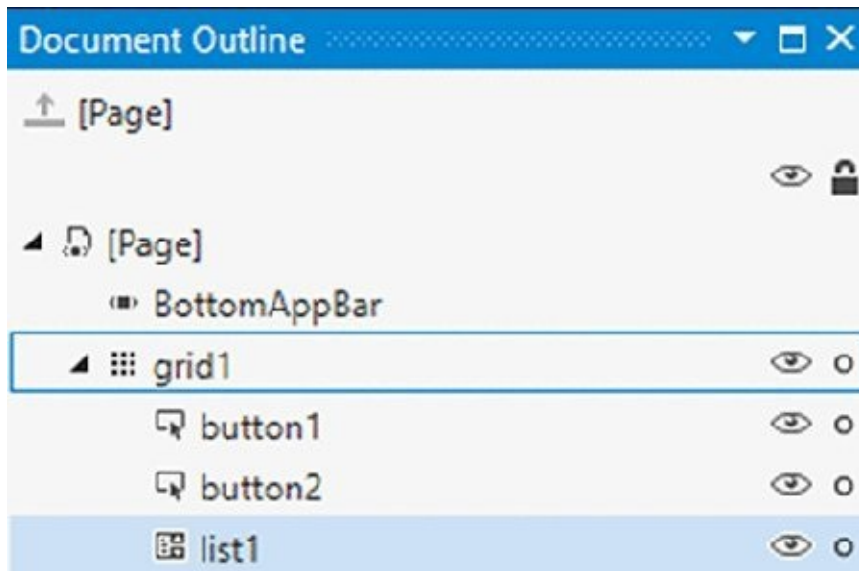 Document Outline
[Page]
[Page]
BottomAppBar
grid1
button1
button2
list1